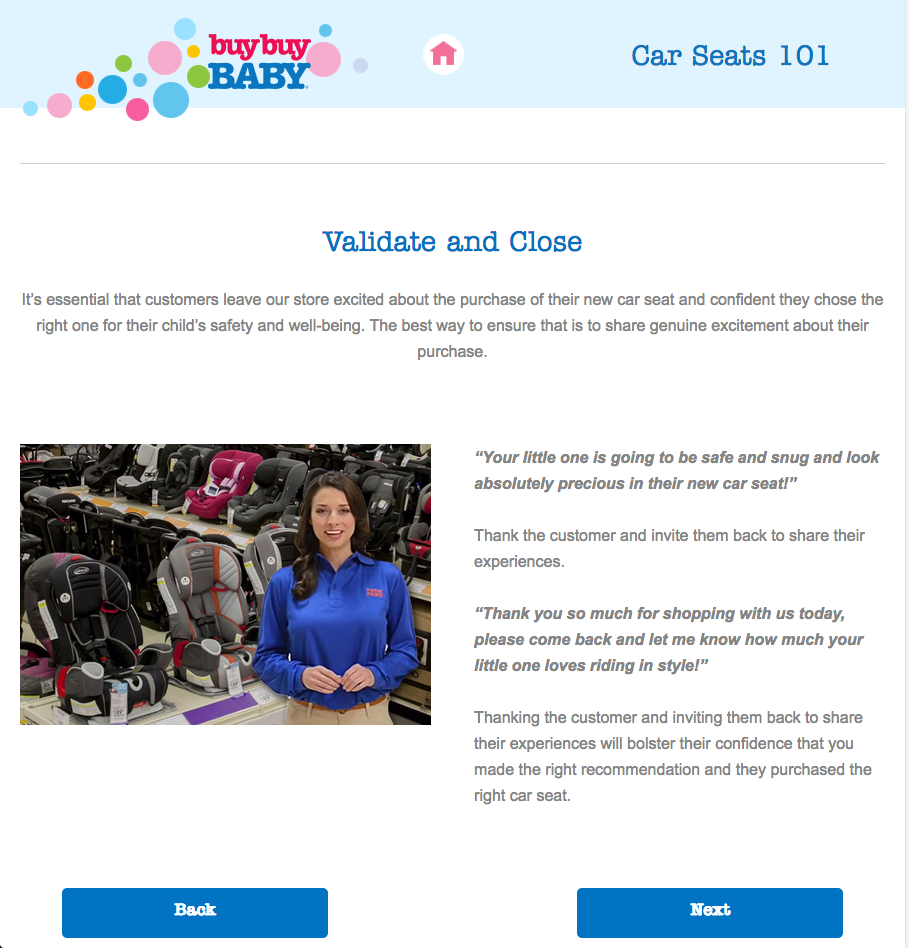 buybuy
BABY
Car Seats 101
Validate and Close
It’s essential that customers leave our store excited about the purchase of their new car seat and confident they chose the
right one for their child’s safety and well-being. The best way to ensure that is to share genuine excitement about their
purchase.
“Your little one is going to be safe and snug and look
absolutely precious in their new car seat!”
Thank the customer and invite them back to share their
experiences.
“Thank you so much for shopping with us today,
please come back and let me know how much your
little one loves riding in style!”
Thanking the customer and inviting them back to share
their experiences will bolster their confidence that you
made the right recommendation and they purchased the
right car seat.
Back
Next